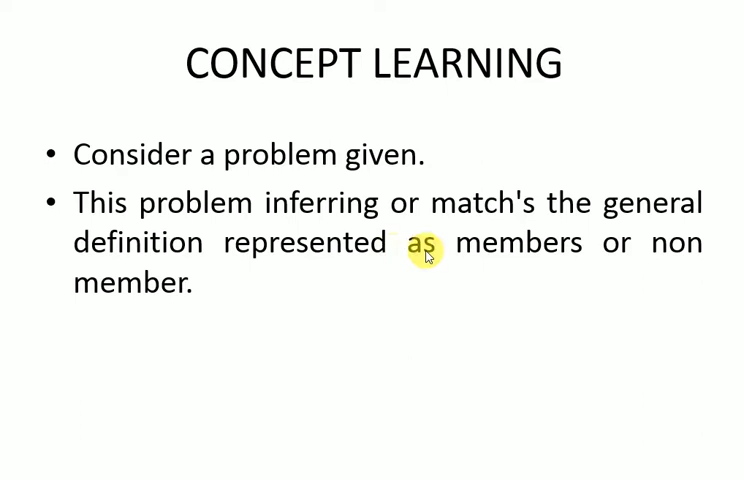 CONCEPT LEARNING
• Consider a problem given.
• This problem inferring or match's the general
definition represented as members or non
member.